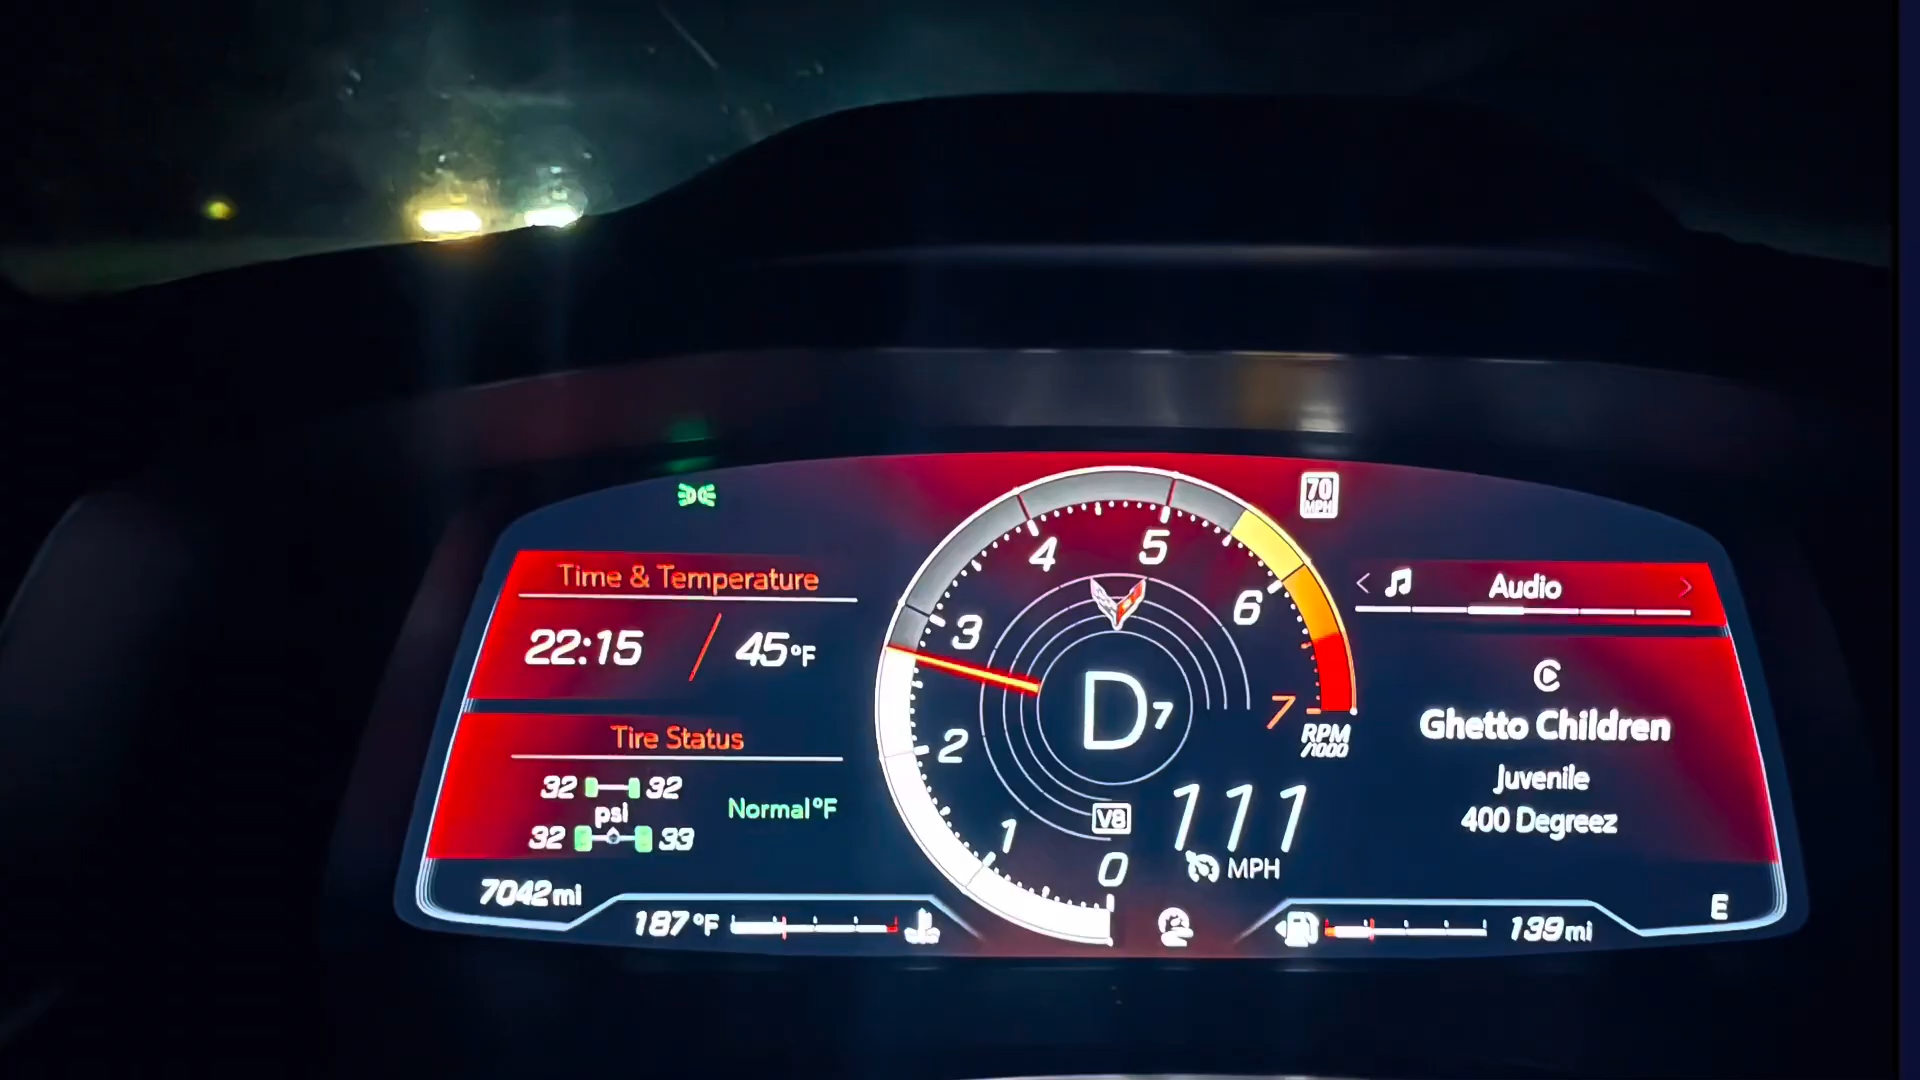 70
MPH
Time & Temperature
22:15 45°F
Tire Status
32 32
psi
32 33
Normal°F
7042mi
187°F
0
1
2
3
4
5
6
7
RPM
/1000
D7
V8
111
MPH
Audio
Ghetto Children
Juvenile
400 Degreez
139mi
E